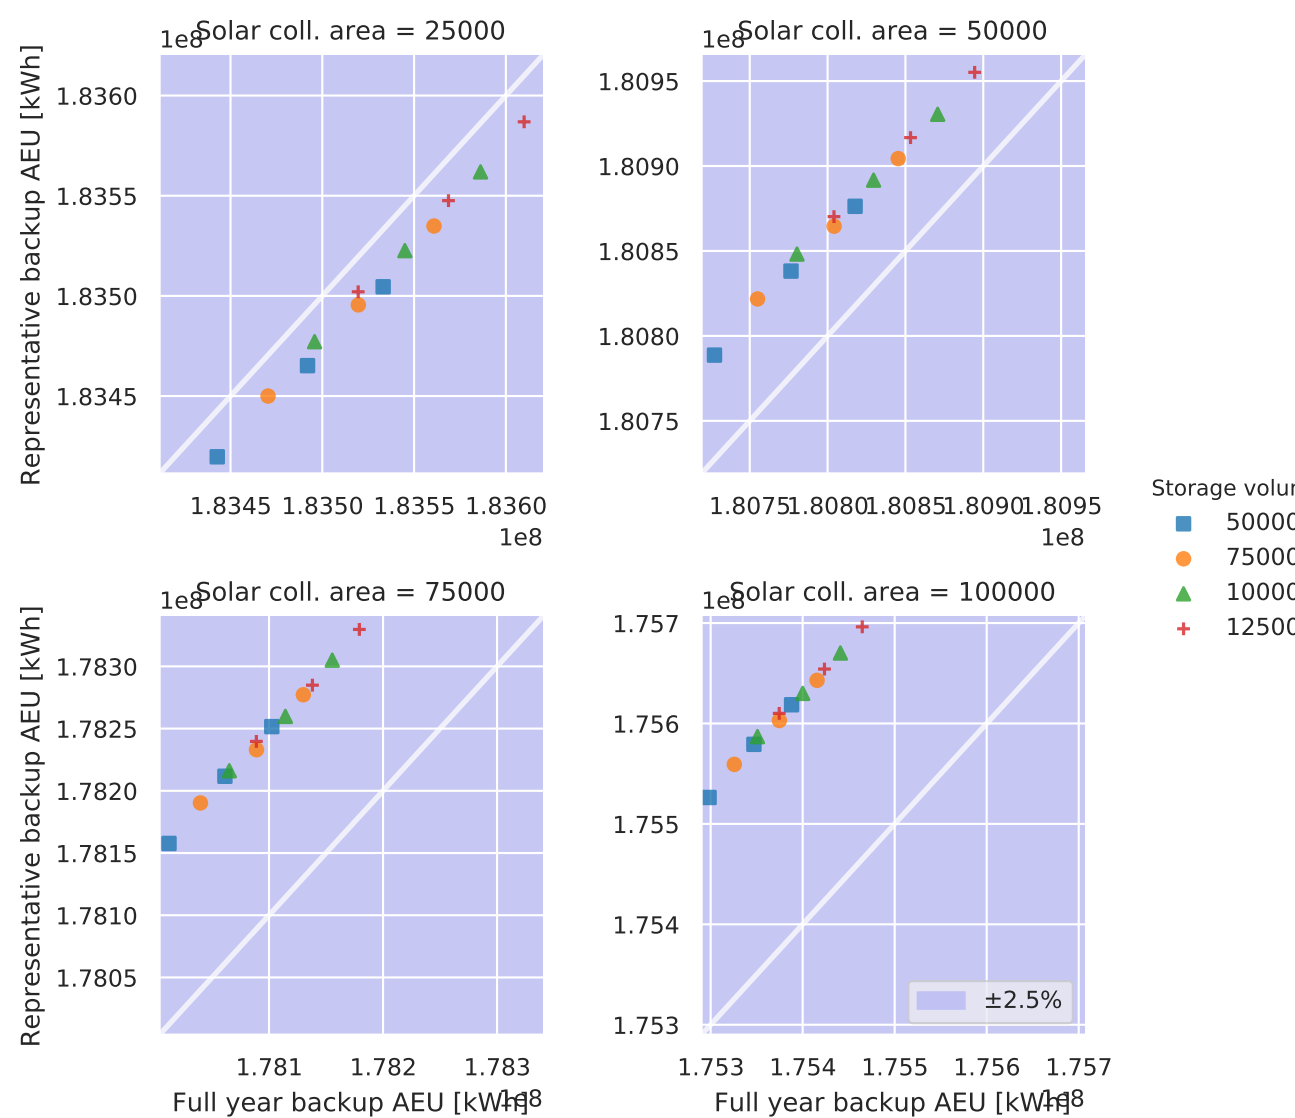 Solar coll. area = 25000
1e8
Representative backup AEU [kWh]
1.8360
1.8355
1.8350
1.8345
1.8345 1.8350 1.8355 1.8360
1e8
Solar coll. area = 50000
1e8
1.8095
1.8090
1.8085
1.8080
1.8075
1.8075 1.8080 1.8085 1.8090 1.8095
1e8
Storage volu
50000
75000
10000
12500
Solar coll. area = 75000
1e8
Representative backup AEU [kWh]
1.7830
1.7825
1.7820
1.7815
1.7810
1.7805
1.781 1.782 1.783
1e8
Full year backup AEU [kWh]
Solar coll. area = 100000
1e8
1.757
1.756
1.755
1.754
1.753
±2.5%
1.753 1.754 1.755 1.756 1.757
1e8
Full year backup AEU [kWh]